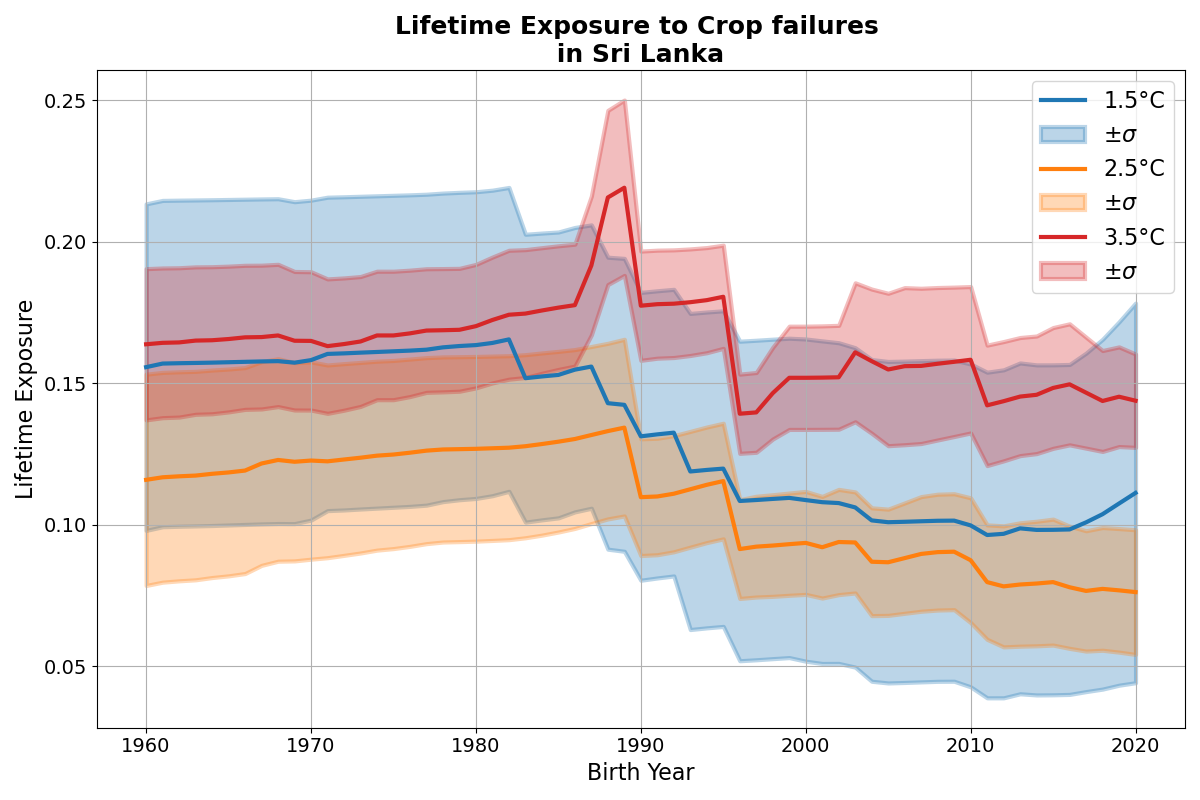 Lifetime Exposure to Crop failures
in Sri Lanka
Lifetime Exposure
0.25
0.20
0.15
0.10
0.05
1.5°C
±σ
2.5°C
±σ
3.5°C
±σ
1960
1970
1980
1990
2000
2010
2020
Birth Year